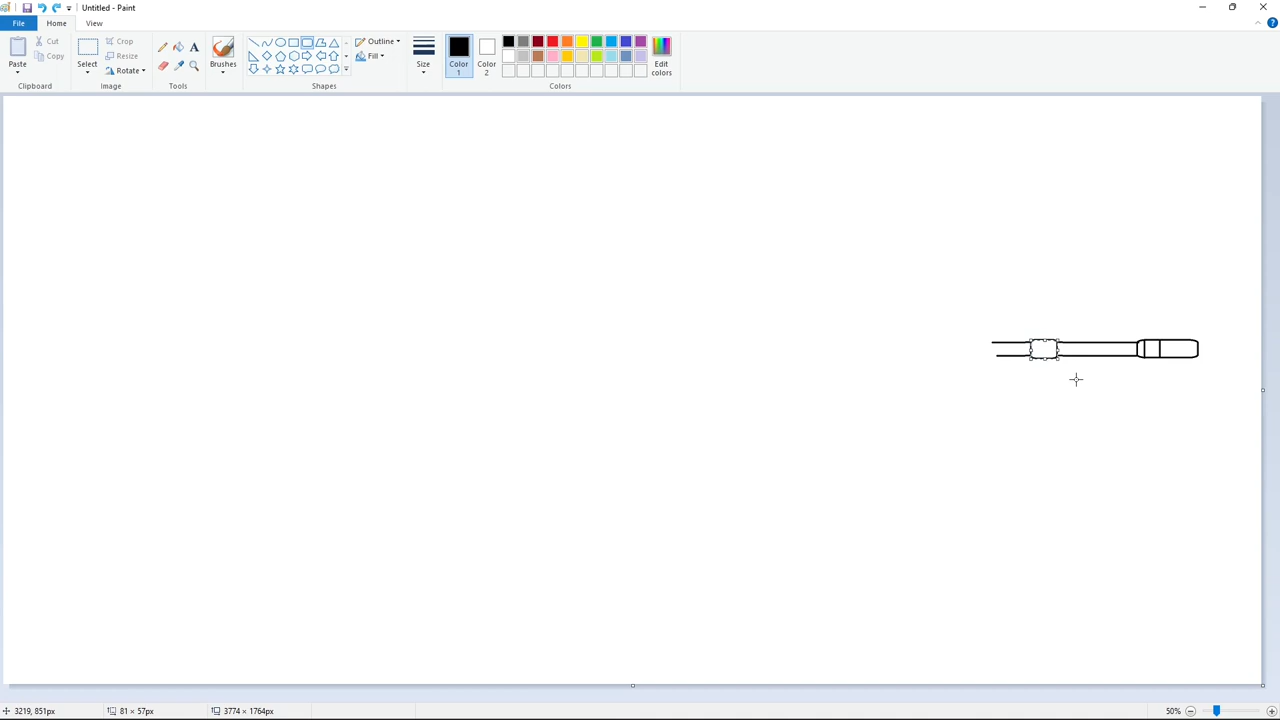 Untitled - Paint
File Home View
Paste
Cut
Copy
Clipboard
Select
Crop
Resize
Rotate
Image
Tools
Brushes
Outline
Fill
Shapes
Size
Color 1
Color 2
Edit colors
Colors
3219, 851px 81 × 57px 3774 × 1764px 50%